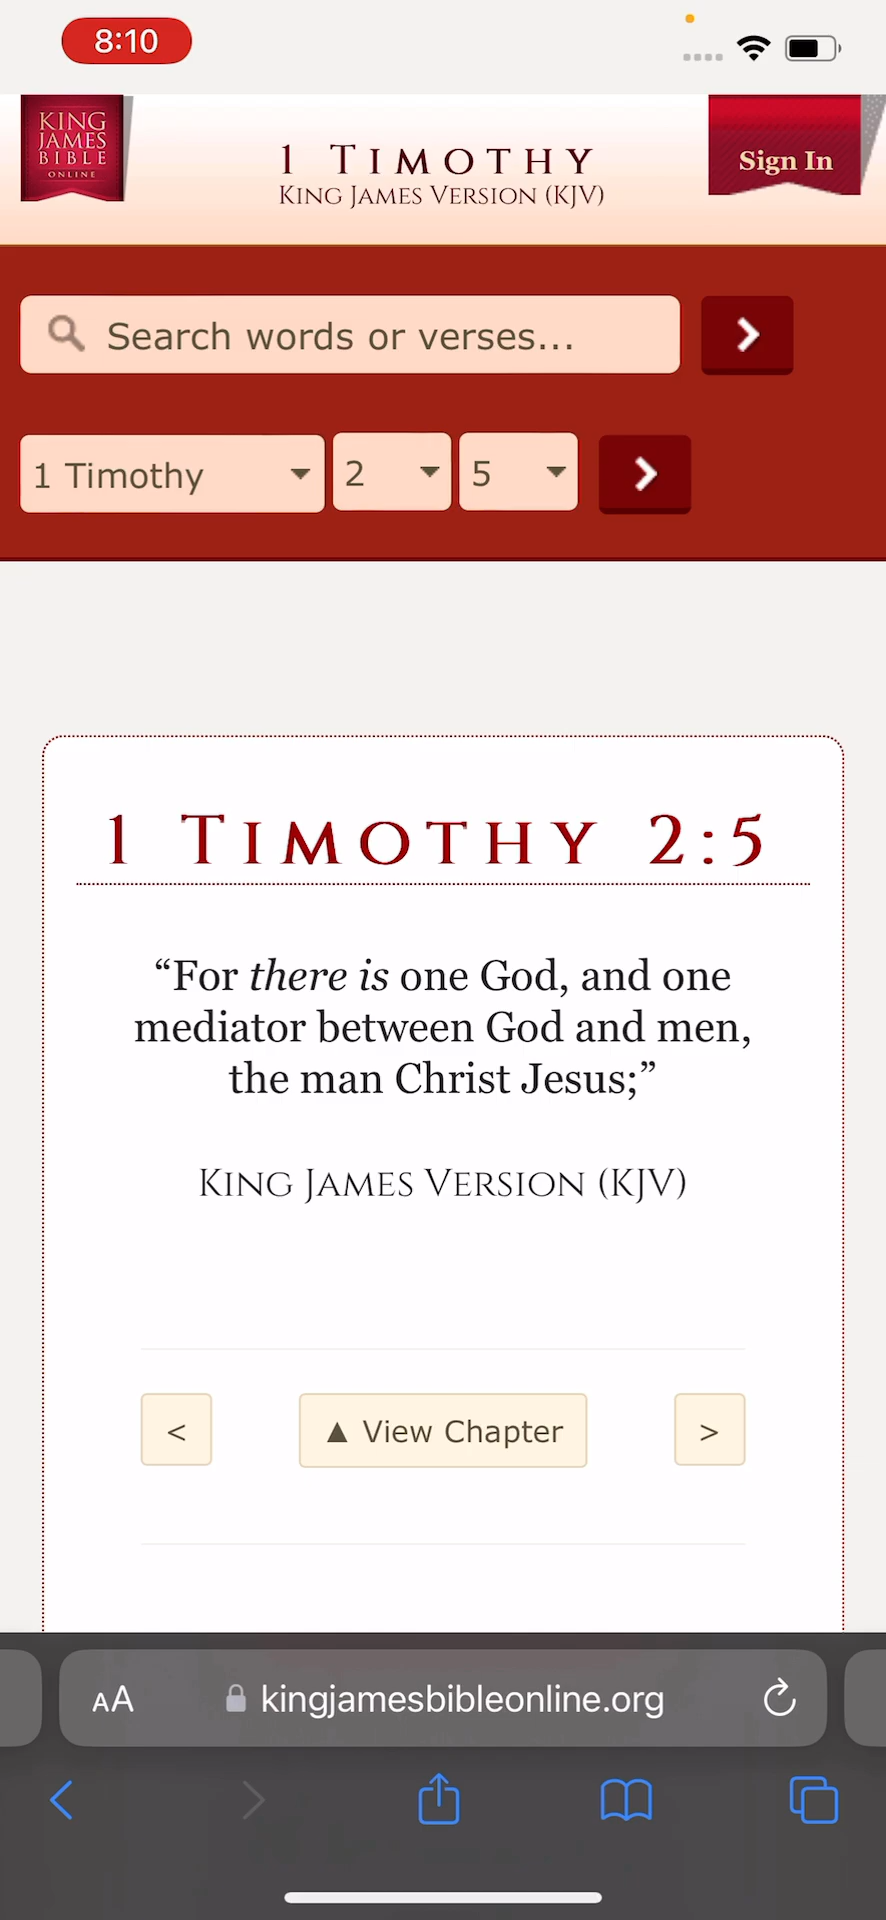 8:10
KING
JAMES
BIBLE
ONLINE
1 TIMOTHY
KING JAMES VERSION (KJV)
Sign In
Search words or verses...
1 Timothy 2 5
1 TIMOTHY 2:5
“For there is one God, and one
mediator between God and men,
the man Christ Jesus;”
KING JAMES VERSION (KJV)
< ▲ View Chapter >
AA kingjamesbibleonline.org